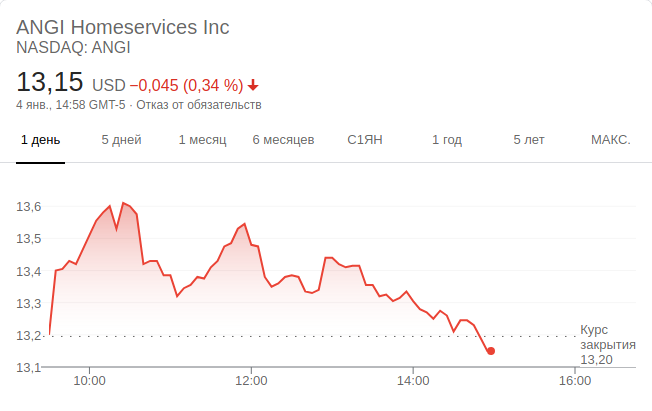 ANGI Homeservices Inc
NASDAQ: ANGI
13,15 USD −0,045 (0,34 %)
4 янв., 14:58 GMT-5 · Отказ от обязательств
1 день 5 дней 1 месяц 6 месяцев С1ЯН 1 год 5 лет МАКС.
13,6
13,5
13,4
13,3
13,2
13,1
Курс
закрытия
13,20
10:00 12:00 14:00 16:00